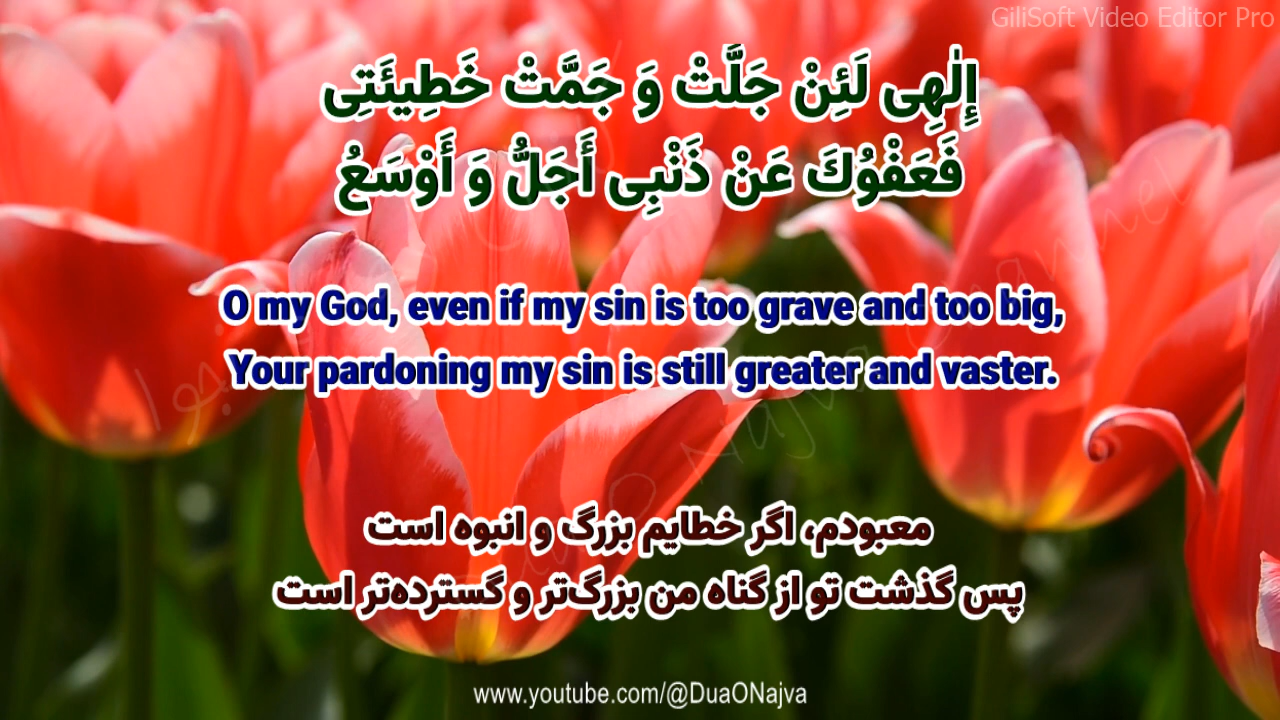 GiliSoft Video Editor Pro
إِلٰهِی لَئِنْ جَلَّتْ وَ جَمَّتْ خَطِیئَتِی
فَعَفْوُكَ عَنْ ذَنْبِی أَجَلُّ وَ أَوْسَعُ
O my God, even if my sin is too grave and too big,
Your pardoning my sin is still greater and vaster.
معبودم، اگر خطایم بزرگ و انبوه است
پس گذشت تو از گناه من بزرگ‌تر و گسترده‌تر است
www.youtube.com/@DuaONajva